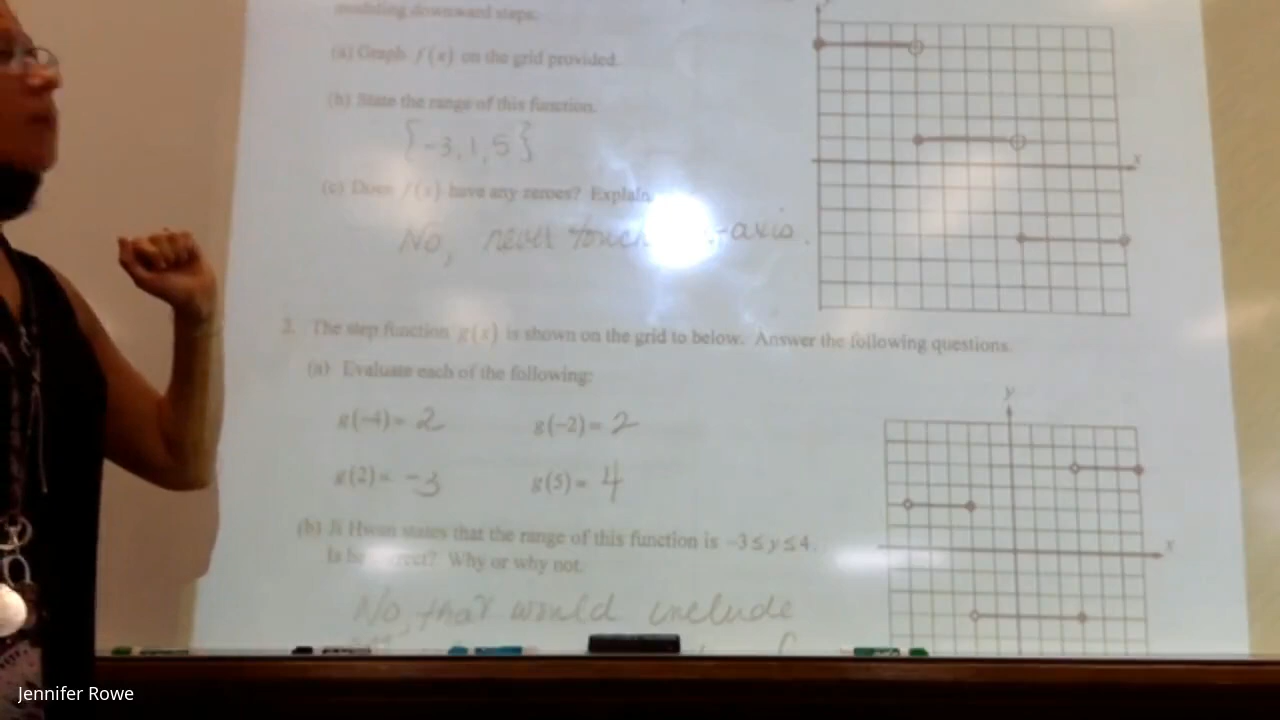 modeling downward steps.
(a) Graph f(x) on the grid provided.
(b) State the range of this function.
{-3,1,5}
(c) Does f(x) have any zeroes? Explain
No, never touch -axis.
x
2. The step function g(x) is shown on the grid to below. Answer the following questions.
(a) Evaluate each of the following:
y
g(-4)= 2 g(-2)= 2
g(2)= -3 g(5)= 4
(b) Ji Hwan states that the range of this function is -3 ≤ y ≤ 4.
x
Is he correct? Why or why not.
No, that would include
Jennifer Rowe